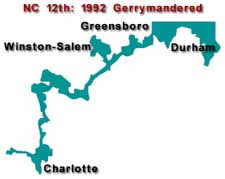 NC 12th: 1992 Gerrymandered
Greensboro
Winston-Salem
Durham
Charlotte